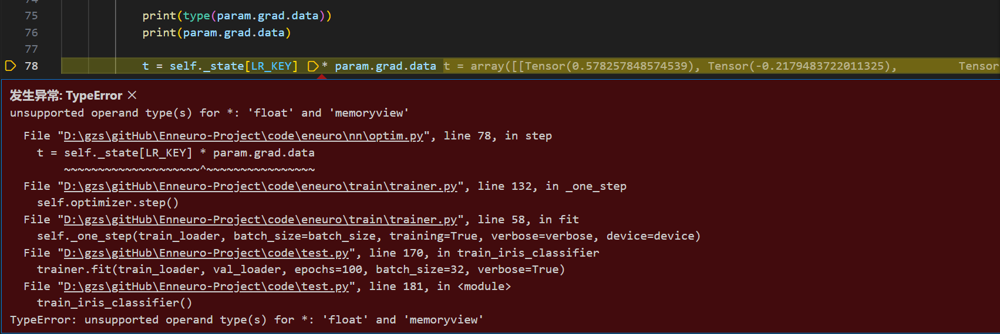 75 print(type(param.grad.data))
76 print(param.grad.data)
77
78 t = self._state[LR_KEY] * param.grad.data t = array([[Tensor(0.578257848574539), Tensor(-0.2179483722011325), Tensor
发生异常: TypeError ×
unsupported operand type(s) for *: 'float' and 'memoryview'
File "D:\gzs\gitHub\Enneuro-Project\code\eneuro\nn\optim.py", line 78, in step
t = self._state[LR_KEY] * param.grad.data
~~~~~~~~~~~~~~~~~~~~^~~~~~~~~~~~~~~~~
File "D:\gzs\gitHub\Enneuro-Project\code\eneuro\train\trainer.py", line 132, in _one_step
self.optimizer.step()
File "D:\gzs\gitHub\Enneuro-Project\code\eneuro\train\trainer.py", line 58, in fit
self._one_step(train_loader, batch_size=batch_size, training=True, verbose=verbose, device=device)
File "D:\gzs\gitHub\Enneuro-Project\code\test.py", line 170, in train_iris_classifier
trainer.fit(train_loader, val_loader, epochs=100, batch_size=32, verbose=True)
File "D:\gzs\gitHub\Enneuro-Project\code\test.py", line 181, in <module>
train_iris_classifier()
TypeError: unsupported operand type(s) for *: 'float' and 'memoryview'